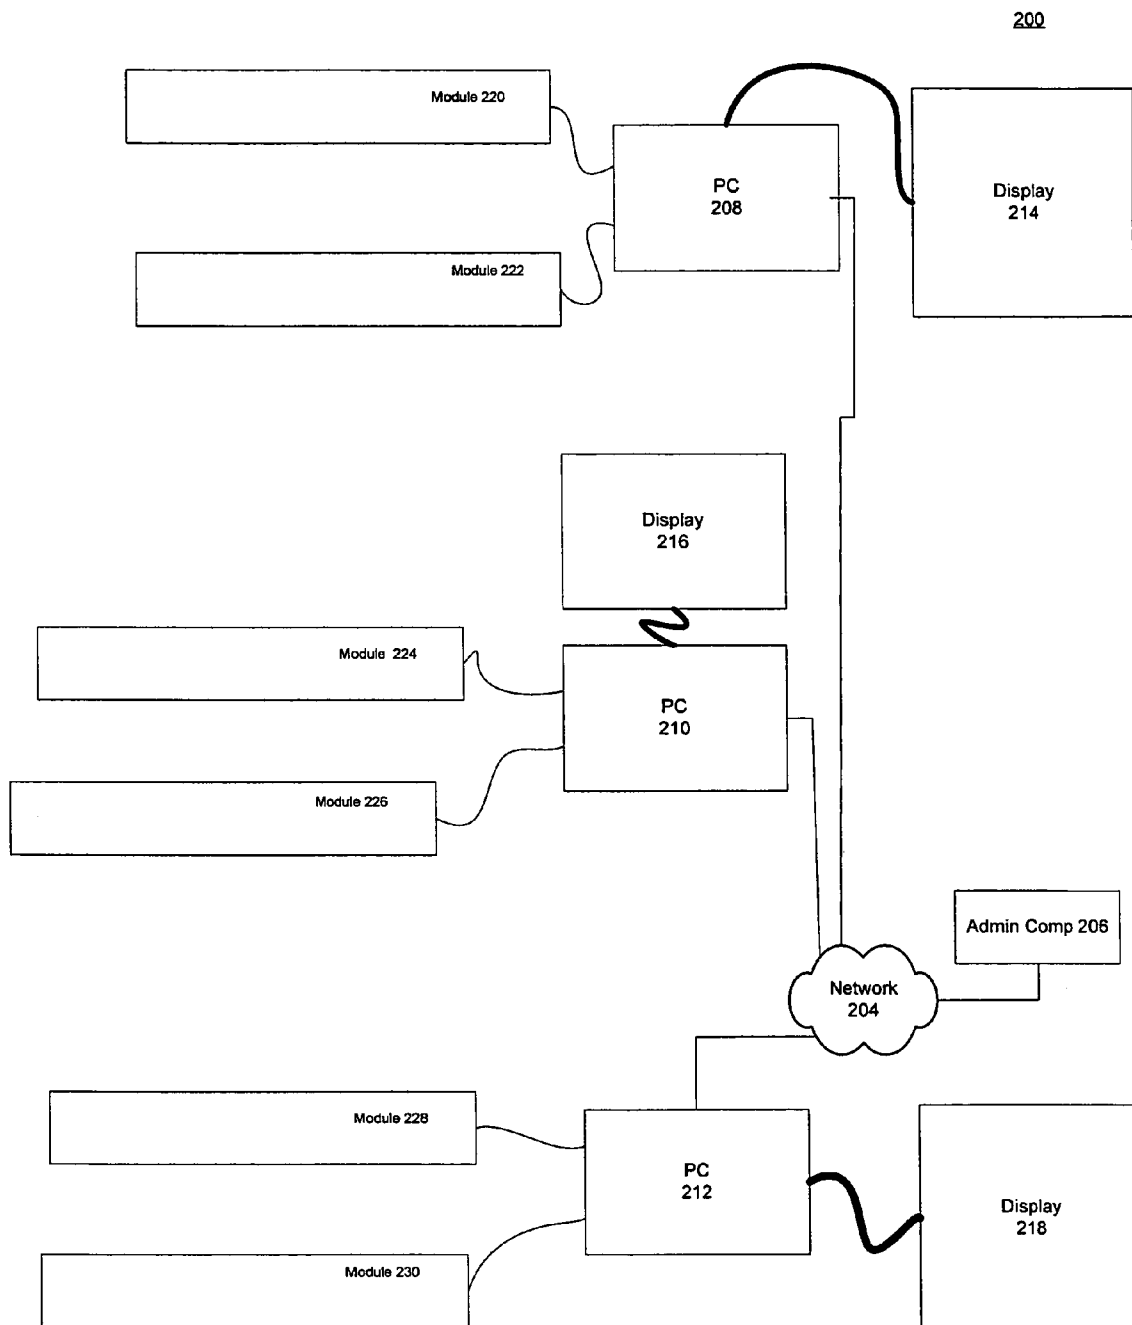 200
Module 220
PC
208
Display
214
Module 222
Display
216
Module 224
PC
210
Module 226
Admin Comp 206
Network
204
Module 228
PC
212
Display
218
Module 230